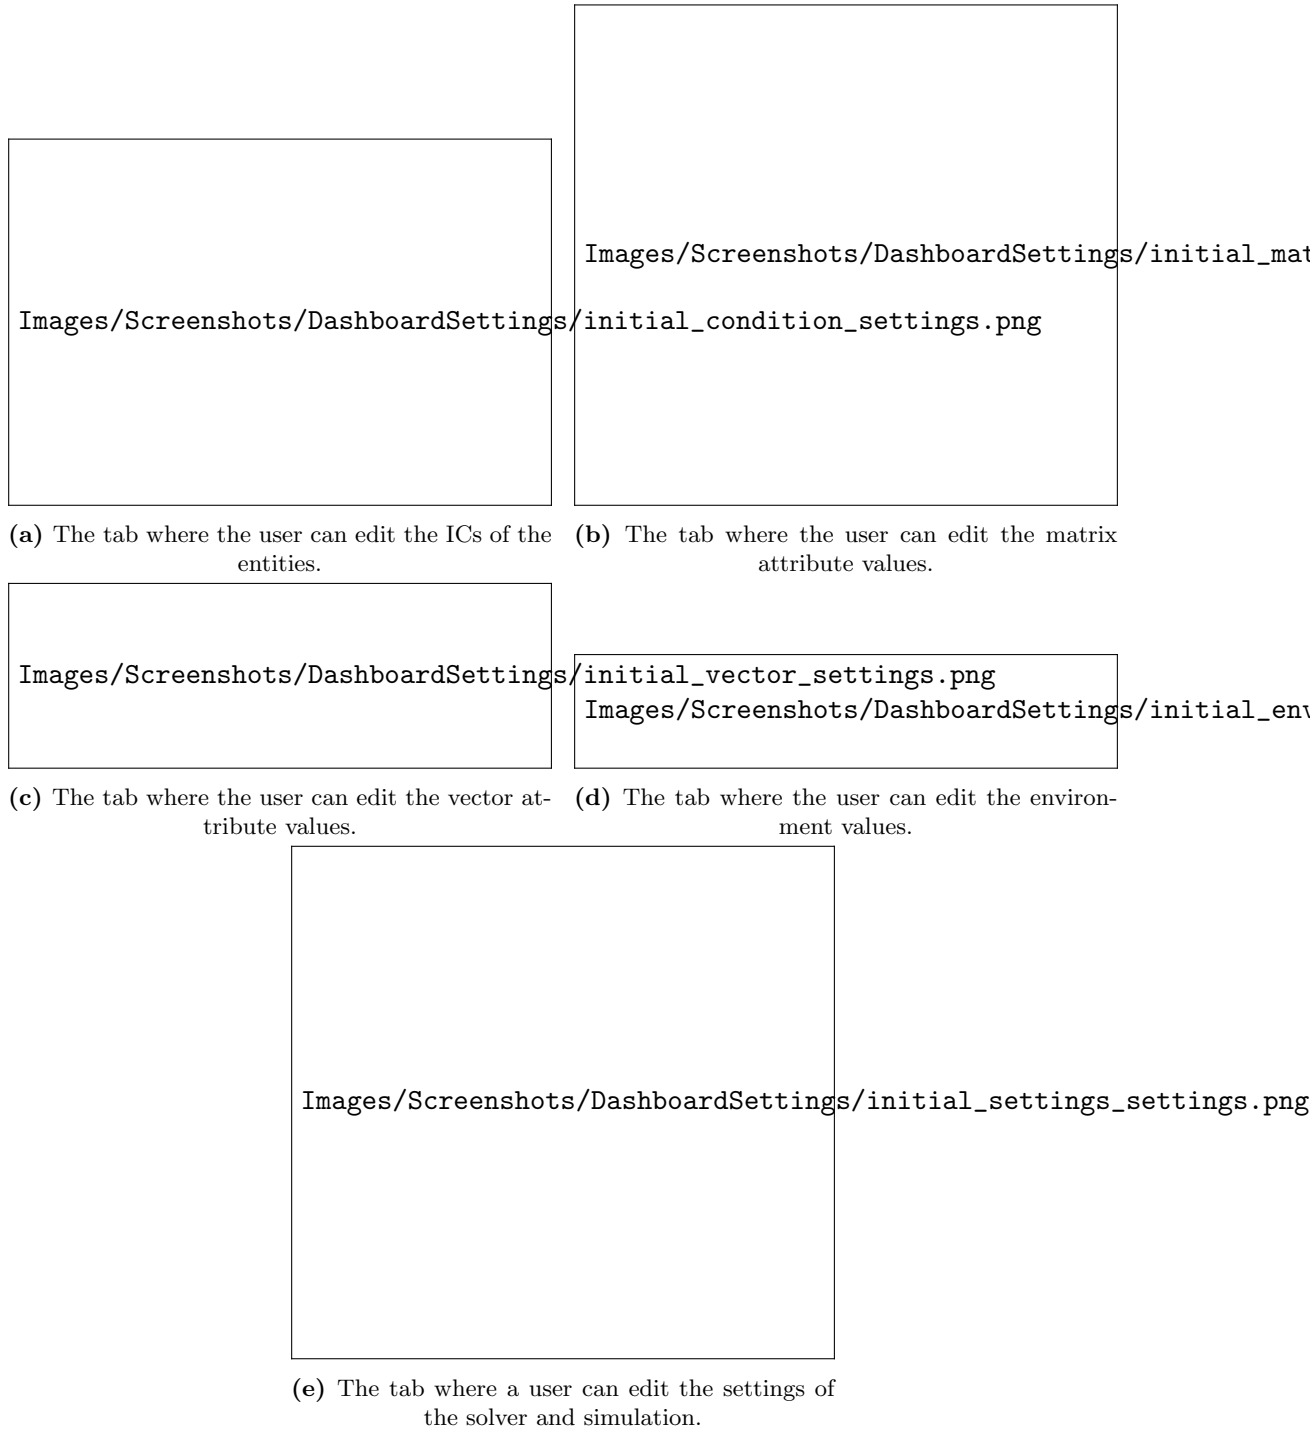 Images/Screenshots/DashboardSettings/initial_mat
Images/Screenshots/DashboardSettings/initial_condition_settings.png
(a) The tab where the user can edit the ICs of the
entities.
(b) The tab where the user can edit the matrix
attribute values.
Images/Screenshots/DashboardSettings/initial_vector_settings.png
Images/Screenshots/DashboardSettings/initial_env
(c) The tab where the user can edit the vector at-
tribute values.
(d) The tab where the user can edit the environ-
ment values.
Images/Screenshots/DashboardSettings/initial_settings_settings.png
(e) The tab where a user can edit the settings of
the solver and simulation.